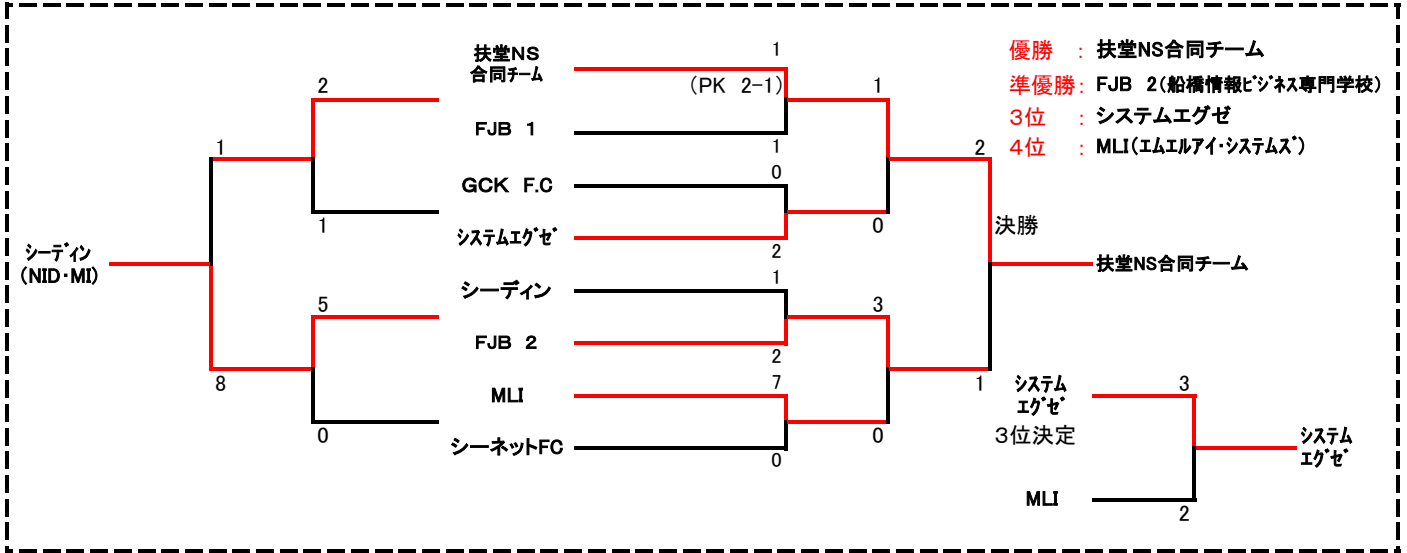 扶堂NS
合同ﾁｰﾑ
1
(PK 2-1)
優勝 : 扶堂NS合同チーム
準優勝: FJB 2(船橋情報ﾋﾞｼﾞﾈｽ専門学校)
3位 : システムエグゼ
4位 : MLI(ｴﾑｴﾙｱｲ・ｼｽﾃﾑｽﾞ)
2
1
FJB 1
1
1
2
GCK F.C
0
1
ｼｽﾃﾑｴｸﾞｾﾞ
2
0
決勝
ｼｰﾃﾞｨﾝ
(NID・MI)
扶堂NS合同チーム
シーディン
1
5
3
FJB 2
2
8
MLI
7
1
ｼｽﾃﾑ
ｴｸﾞｾﾞ
3
3位決定
0
シーネットFC
0
0
ｼｽﾃﾑ
ｴｸﾞｾﾞ
MLI
2